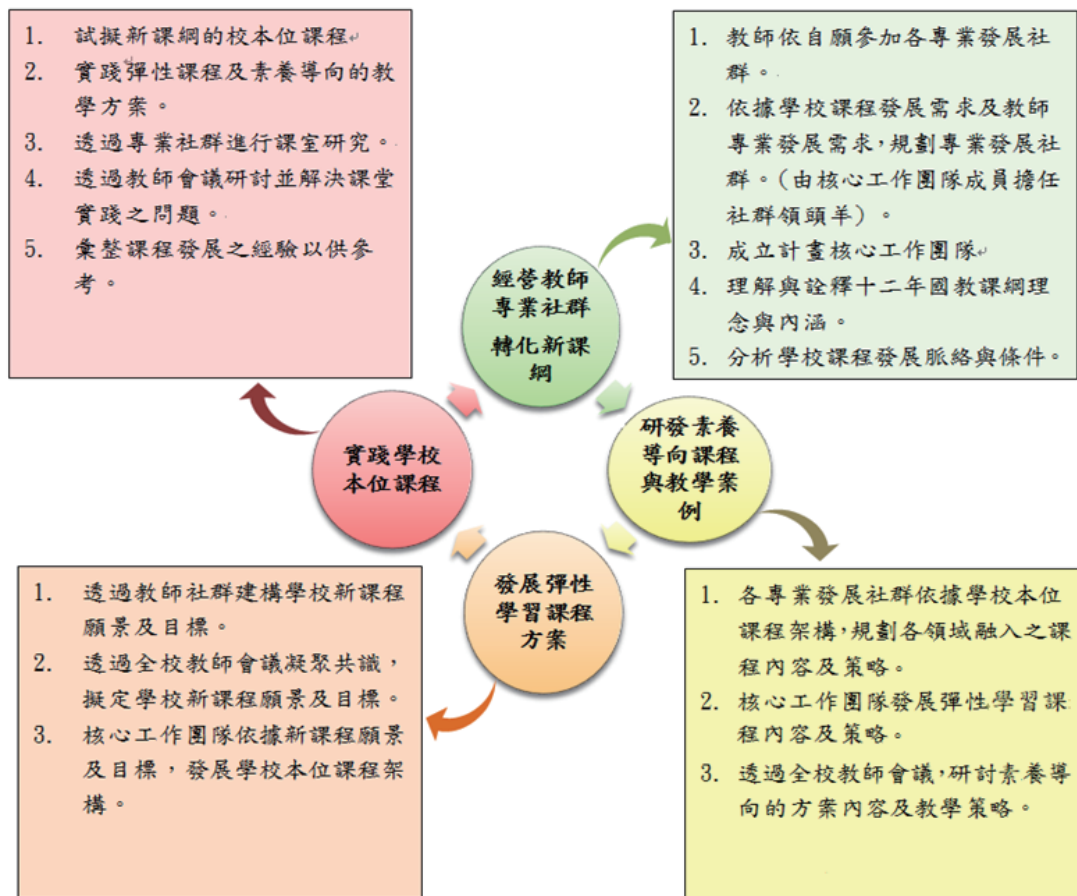 1. 試擬新課綱的校本位課程
2. 實踐彈性課程及素養導向的教
學方案。
3. 透過專業社群進行課室研究。
4. 透過教師會議研討並解決課堂
實踐之問題。
5. 彙整課程發展之經驗以供參
考。
1. 教師依自願參加各專業發展社
群。
2. 依據學校課程發展需求及教師
專業發展需求，規劃專業發展社
群。（由核心工作團隊成員擔任
社群領頭羊）。
3. 成立計畫核心工作團隊
4. 理解與詮釋十二年國教課綱理
念與內涵。
5. 分析學校課程發展脈絡與條件。
經營教師
專業社群
轉化新課
綱
實踐學校
本位課程
研發素養
導向課程
與教學案
例
發展彈性
學習課程
方案
1. 透過教師社群建構學校新課程
願景及目標。
2. 透過全校教師會議凝聚共識，
擬定學校新課程願景及目標。
3. 核心工作團隊依據新課程願景
及目標，發展學校本位課程架
構。
1. 各專業發展社群依據學校本位
課程架構，規劃各領域融入之課
程內容及策略。
2. 核心工作團隊發展彈性學習課
程內容及策略。
3. 透過全校教師會議，研討素養導
向的方案內容及教學策略。